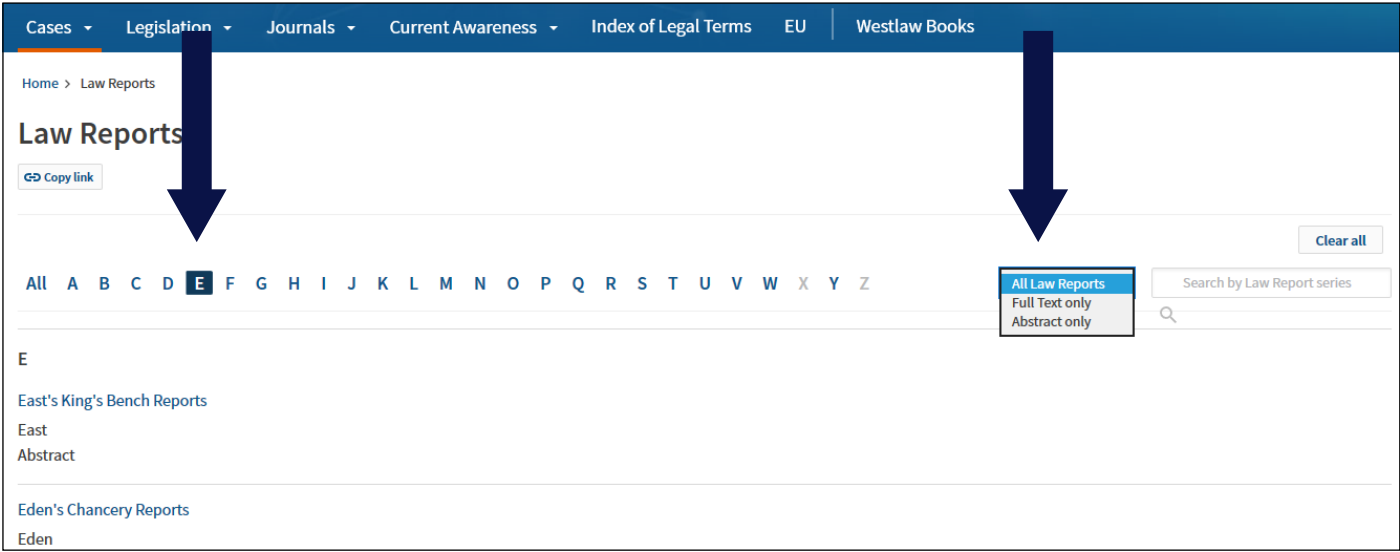 Cases Legislation Journals Current Awareness Index of Legal Terms EU Westlaw Books
Home > Law Reports
Law Reports
Copy link
Clear all
All A B C D E F G H I J K L M N O P Q R S T U V W X Y Z
All Law Reports
Full Text only
Abstract only
Search by Law Report series
E
East's King's Bench Reports
East
Abstract
Eden's Chancery Reports
Eden